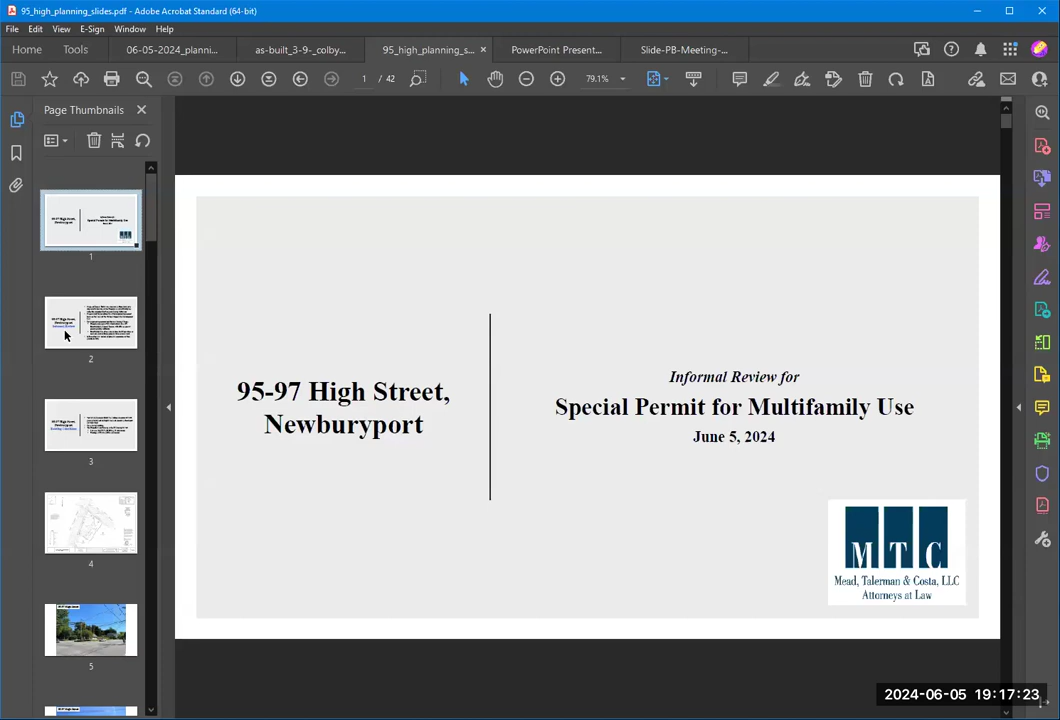 95_high_planning_slides.pdf - Adobe Acrobat Standard (64-bit)
File Edit View E-Sign Window Help
Home Tools 06-05-2024_planni... as-built_3-9-_colby... 95_high_planning_s... × PowerPoint Present... Slide-PB-Meeting-...
1 / 42 79.1%
Page Thumbnails
1
2
3
4
5
95-97 High Street,
Newburyport
Informal Review for
Special Permit for Multifamily Use
June 5, 2024
MTC
Mead, Talerman & Costa, LLC
Attorneys at Law
2024-06-05 19:17:23